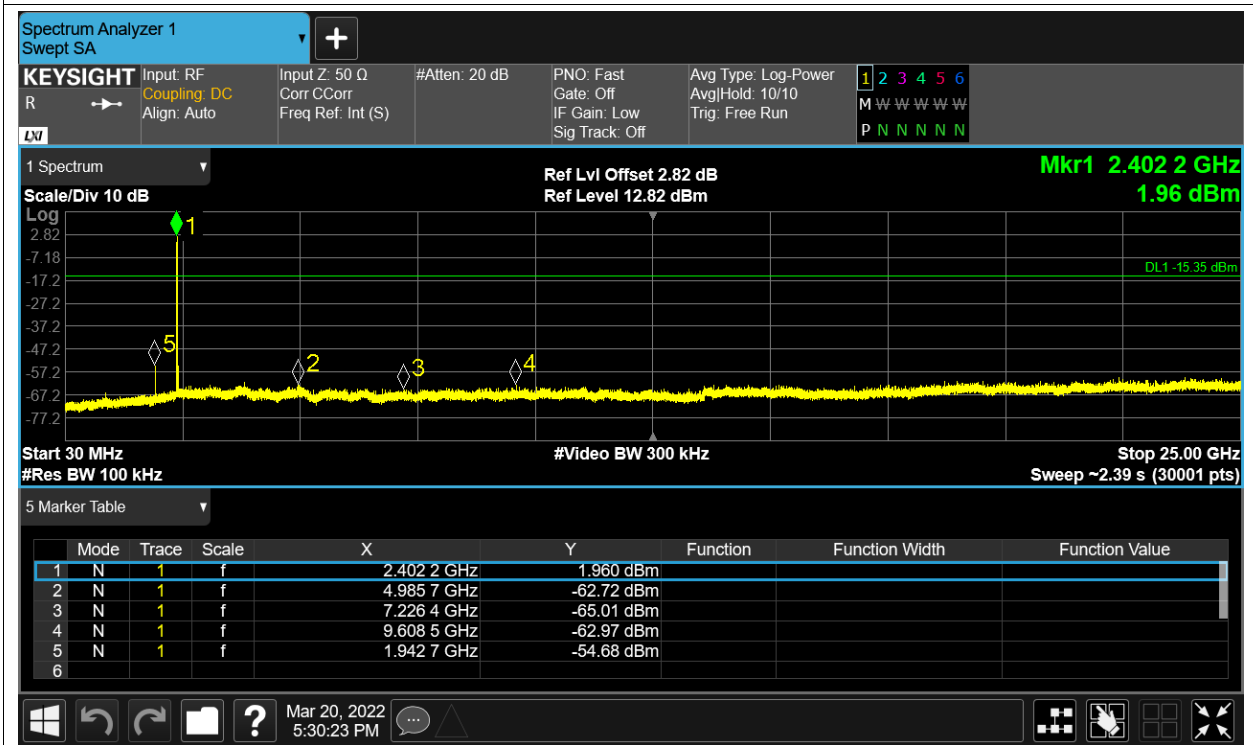 Spectrum Analyzer 1
Swept SA
KEYSIGHT
R
LXI
Input: RF
Coupling: DC
Align: Auto
Input Z: 50 Ω
Corr CCorr
Freq Ref: Int (S)
#Atten: 20 dB
PNO: Fast
Gate: Off
IF Gain: Low
Sig Track: Off
Avg Type: Log-Power
Avg|Hold: 10/10
Trig: Free Run
1 2 3 4 5 6
M W W W W W
P N N N N N
1 Spectrum
Scale/Div 10 dB
Ref Lvl Offset 2.82 dB
Ref Level 12.82 dBm
Mkr1 2.402 2 GHz
1.96 dBm
Log
2.82
-7.18
-17.2
-27.2
-37.2
-47.2
-57.2
-67.2
-77.2
1
5
2
3
4
DL1 -15.35 dBm
Start 30 MHz
#Video BW 300 kHz
Stop 25.00 GHz
#Res BW 100 kHz
Sweep ~2.39 s (30001 pts)
5 Marker Table
Mode Trace Scale X Y Function Function Width Function Value
1 N 1 f 2.402 2 GHz 1.960 dBm
2 N 1 f 4.985 7 GHz -62.72 dBm
3 N 1 f 7.226 4 GHz -65.01 dBm
4 N 1 f 9.608 5 GHz -62.97 dBm
5 N 1 f 1.942 7 GHz -54.68 dBm
6
?
Mar 20, 2022
5:30:23 PM